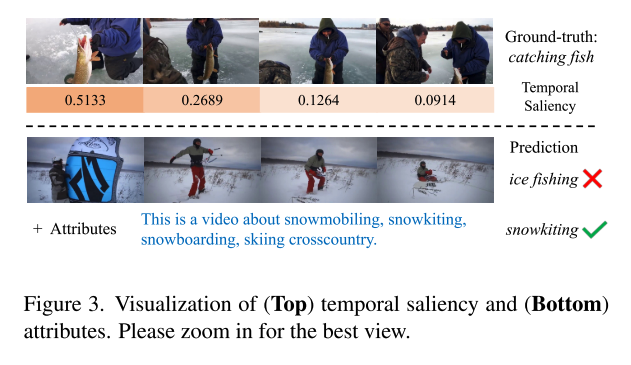 Ground-truth:
catching fish
0.5133 0.2689 0.1264 0.0914
Temporal
Saliency
Prediction
ice fishing
+ Attributes
This is a video about snowmobiling, snowkiting,
snowboarding, skiing crosscountry.
snowkiting
Figure 3. Visualization of (Top) temporal saliency and (Bottom)
attributes. Please zoom in for the best view.